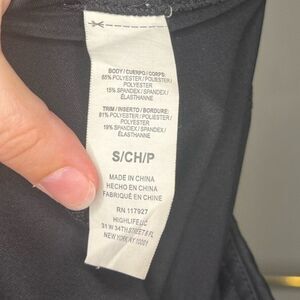 BODY/CUERPO/CORPS:
85% POLYESTER/POLIESTER/
POLYESTER
15% SPANDEX/SPANDEX/
ÉLASTHANNE
TRIM/INSERTO/BORDURE:
81% POLYESTER/POLIESTER/
POLYESTER
19% SPANDEX/SPANDEX/
ÉLASTHANNE
S/CH/P
MADE IN CHINA
HECHO EN CHINA
FABRIQUÉ EN CHINE
RN 117927
HIGHLIFE LLC
31 W 34TH STREET 8 FL
NEW YORK, NY 10001